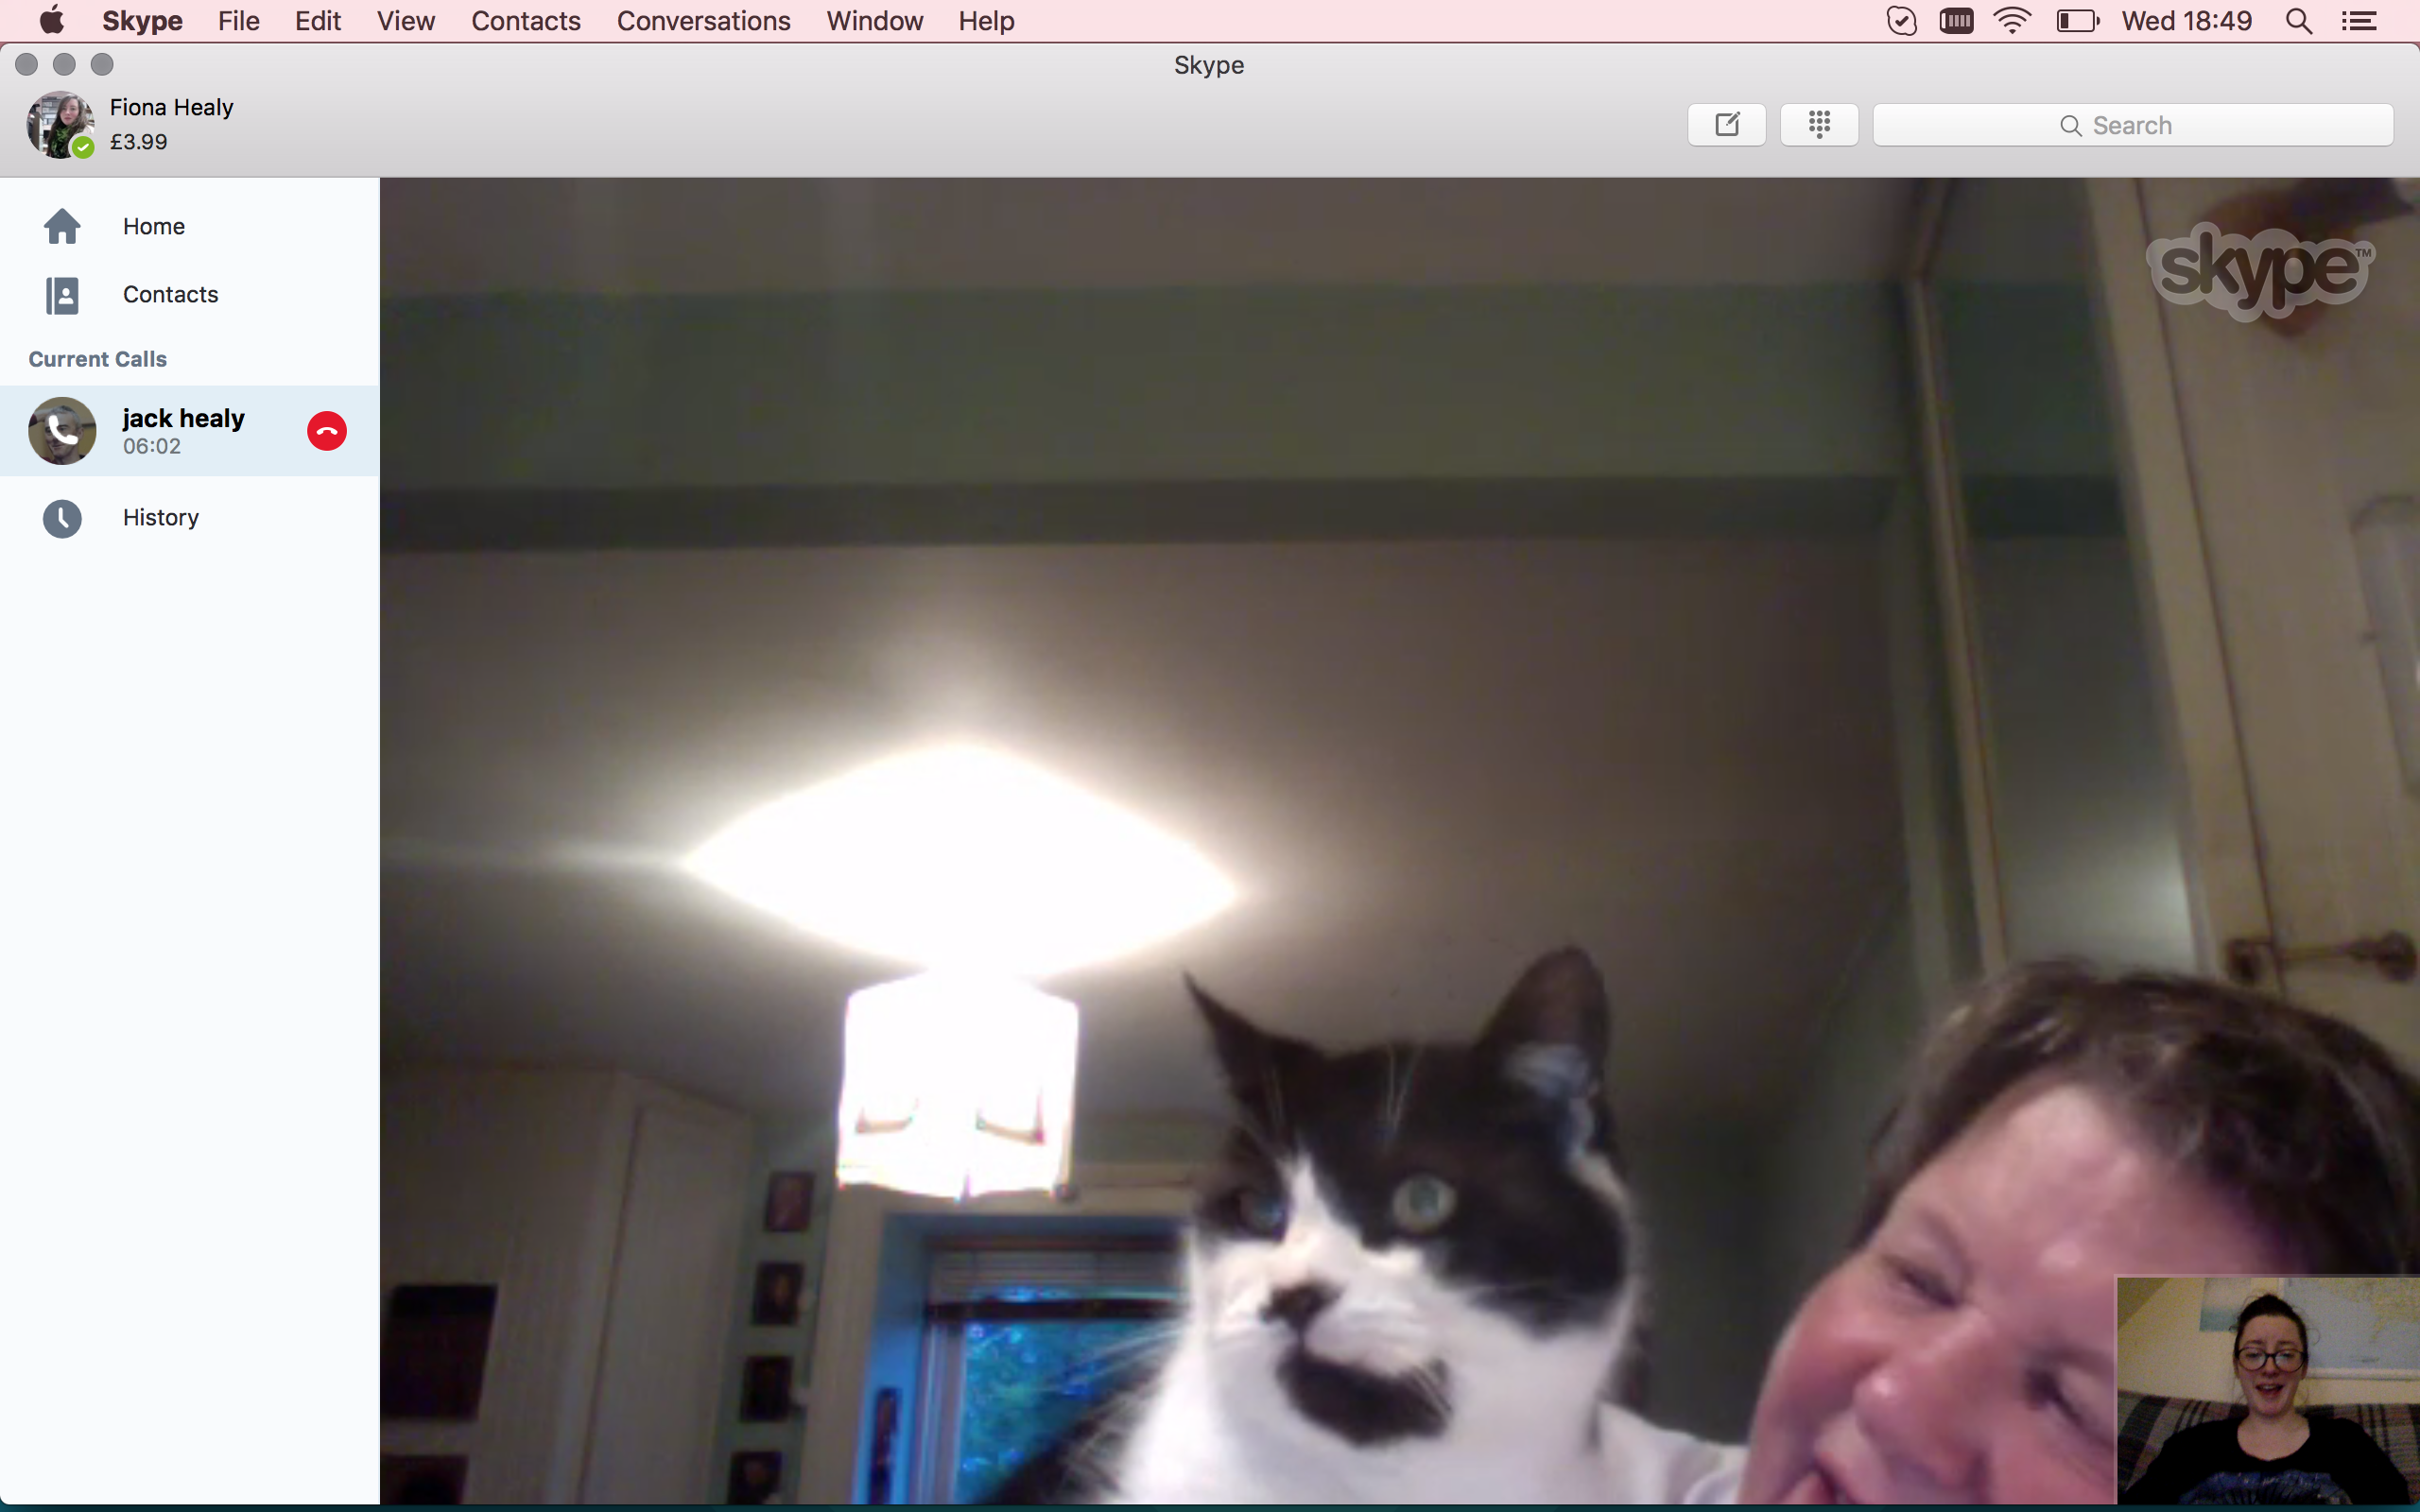 Skype File Edit View Contacts Conversations Window Help Wed 18:49
Skype
Fiona Healy
£3.99
Search
Home
Contacts
Current Calls
jack healy
06:02
History
skype™